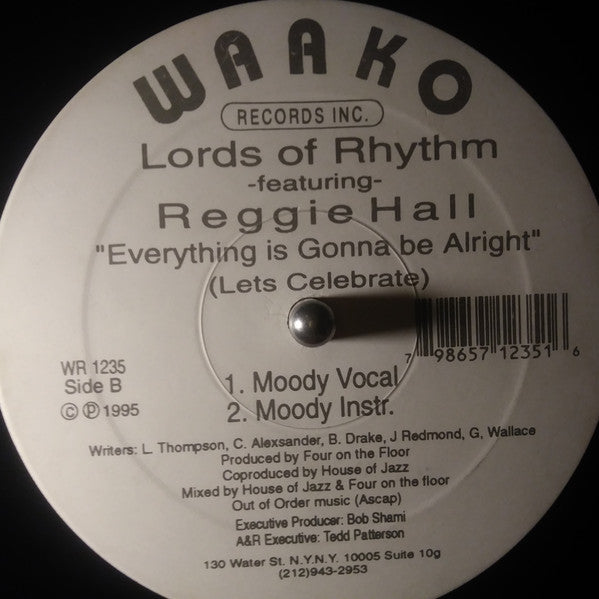 WAAKO
RECORDS INC.
Lords of Rhythm
-featuring-
Reggie Hall
"Everything is Gonna be Alright"
(Lets Celebrate)
7 98657 12351 6
WR 1235
Side B
© ℗ 1995
1. Moody Vocal
2. Moody Instr.
Writers: L. Thompson, C. Alexsander, B. Drake, J Redmond, G, Wallace
Produced by Four on the Floor
Coproduced by House of Jazz
Mixed by House of Jazz & Four on the floor
Out of Order music (Ascap)
Executive Producer: Bob Shami
A&R Executive: Tedd Patterson
130 Water St. N.Y.N.Y. 10005 Suite 10g
(212)943-2953